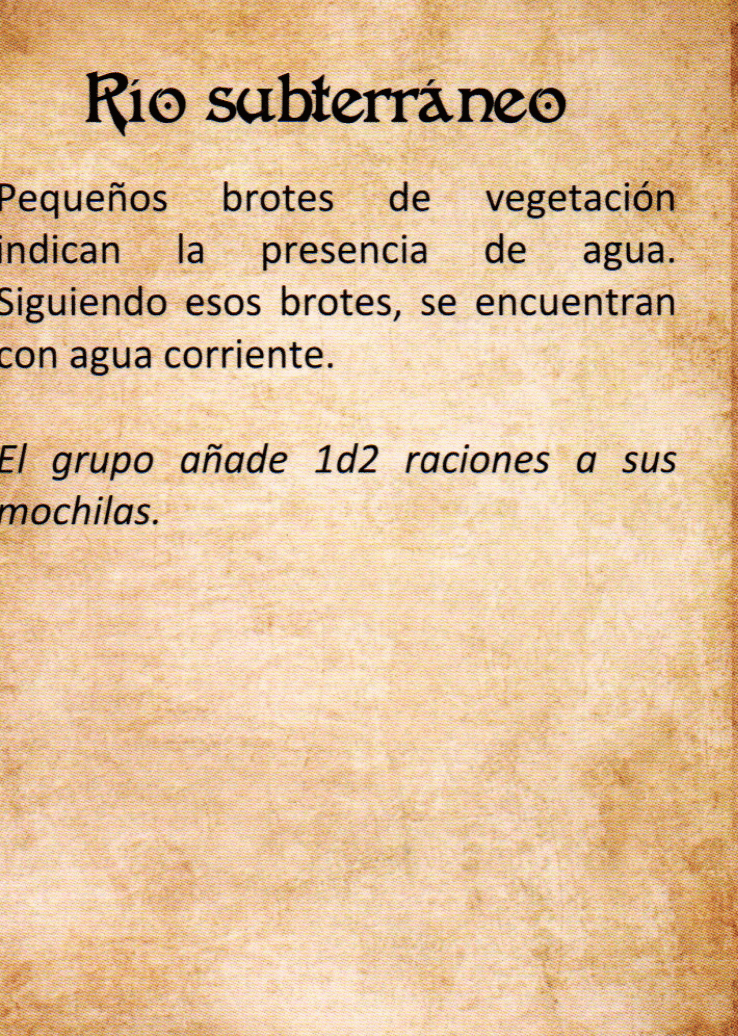 Río subterráneo
Pequeños brotes de vegetación
indican la presencia de agua.
Siguiendo esos brotes, se encuentran
con agua corriente.
El grupo añade 1d2 raciones a sus
mochilas.